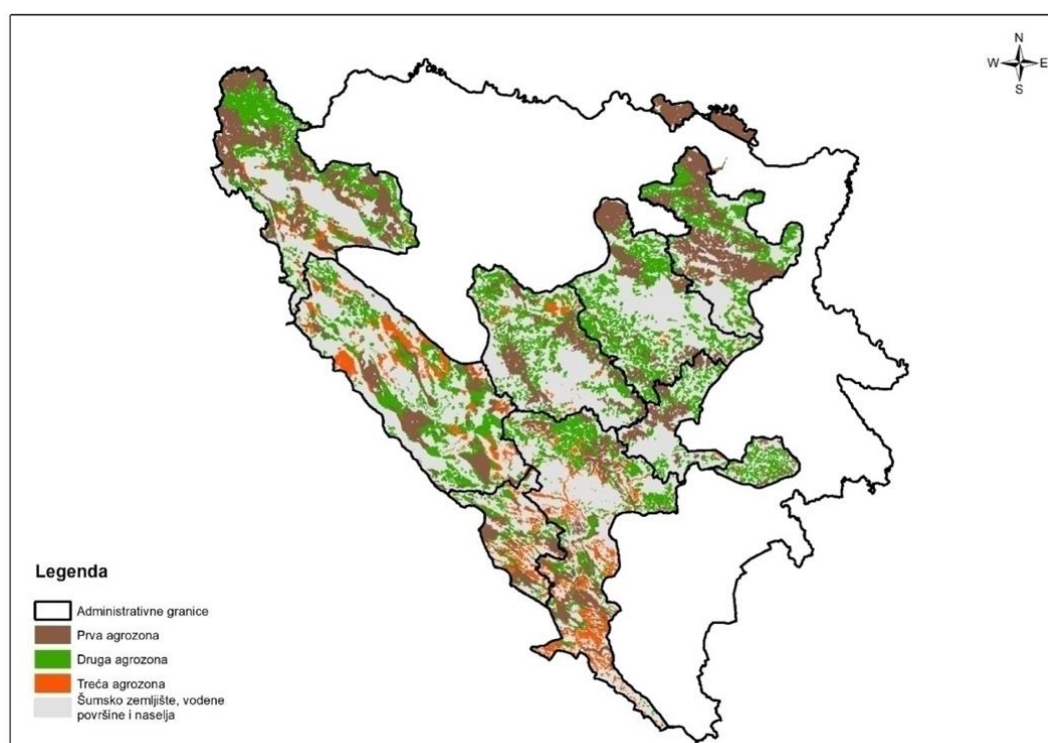 N
W E
S
Legenda
Administrativne granice
Prva agrozona
Druga agrozona
Treća agrozona
Šumsko zemljište, vodene
površine i naselja